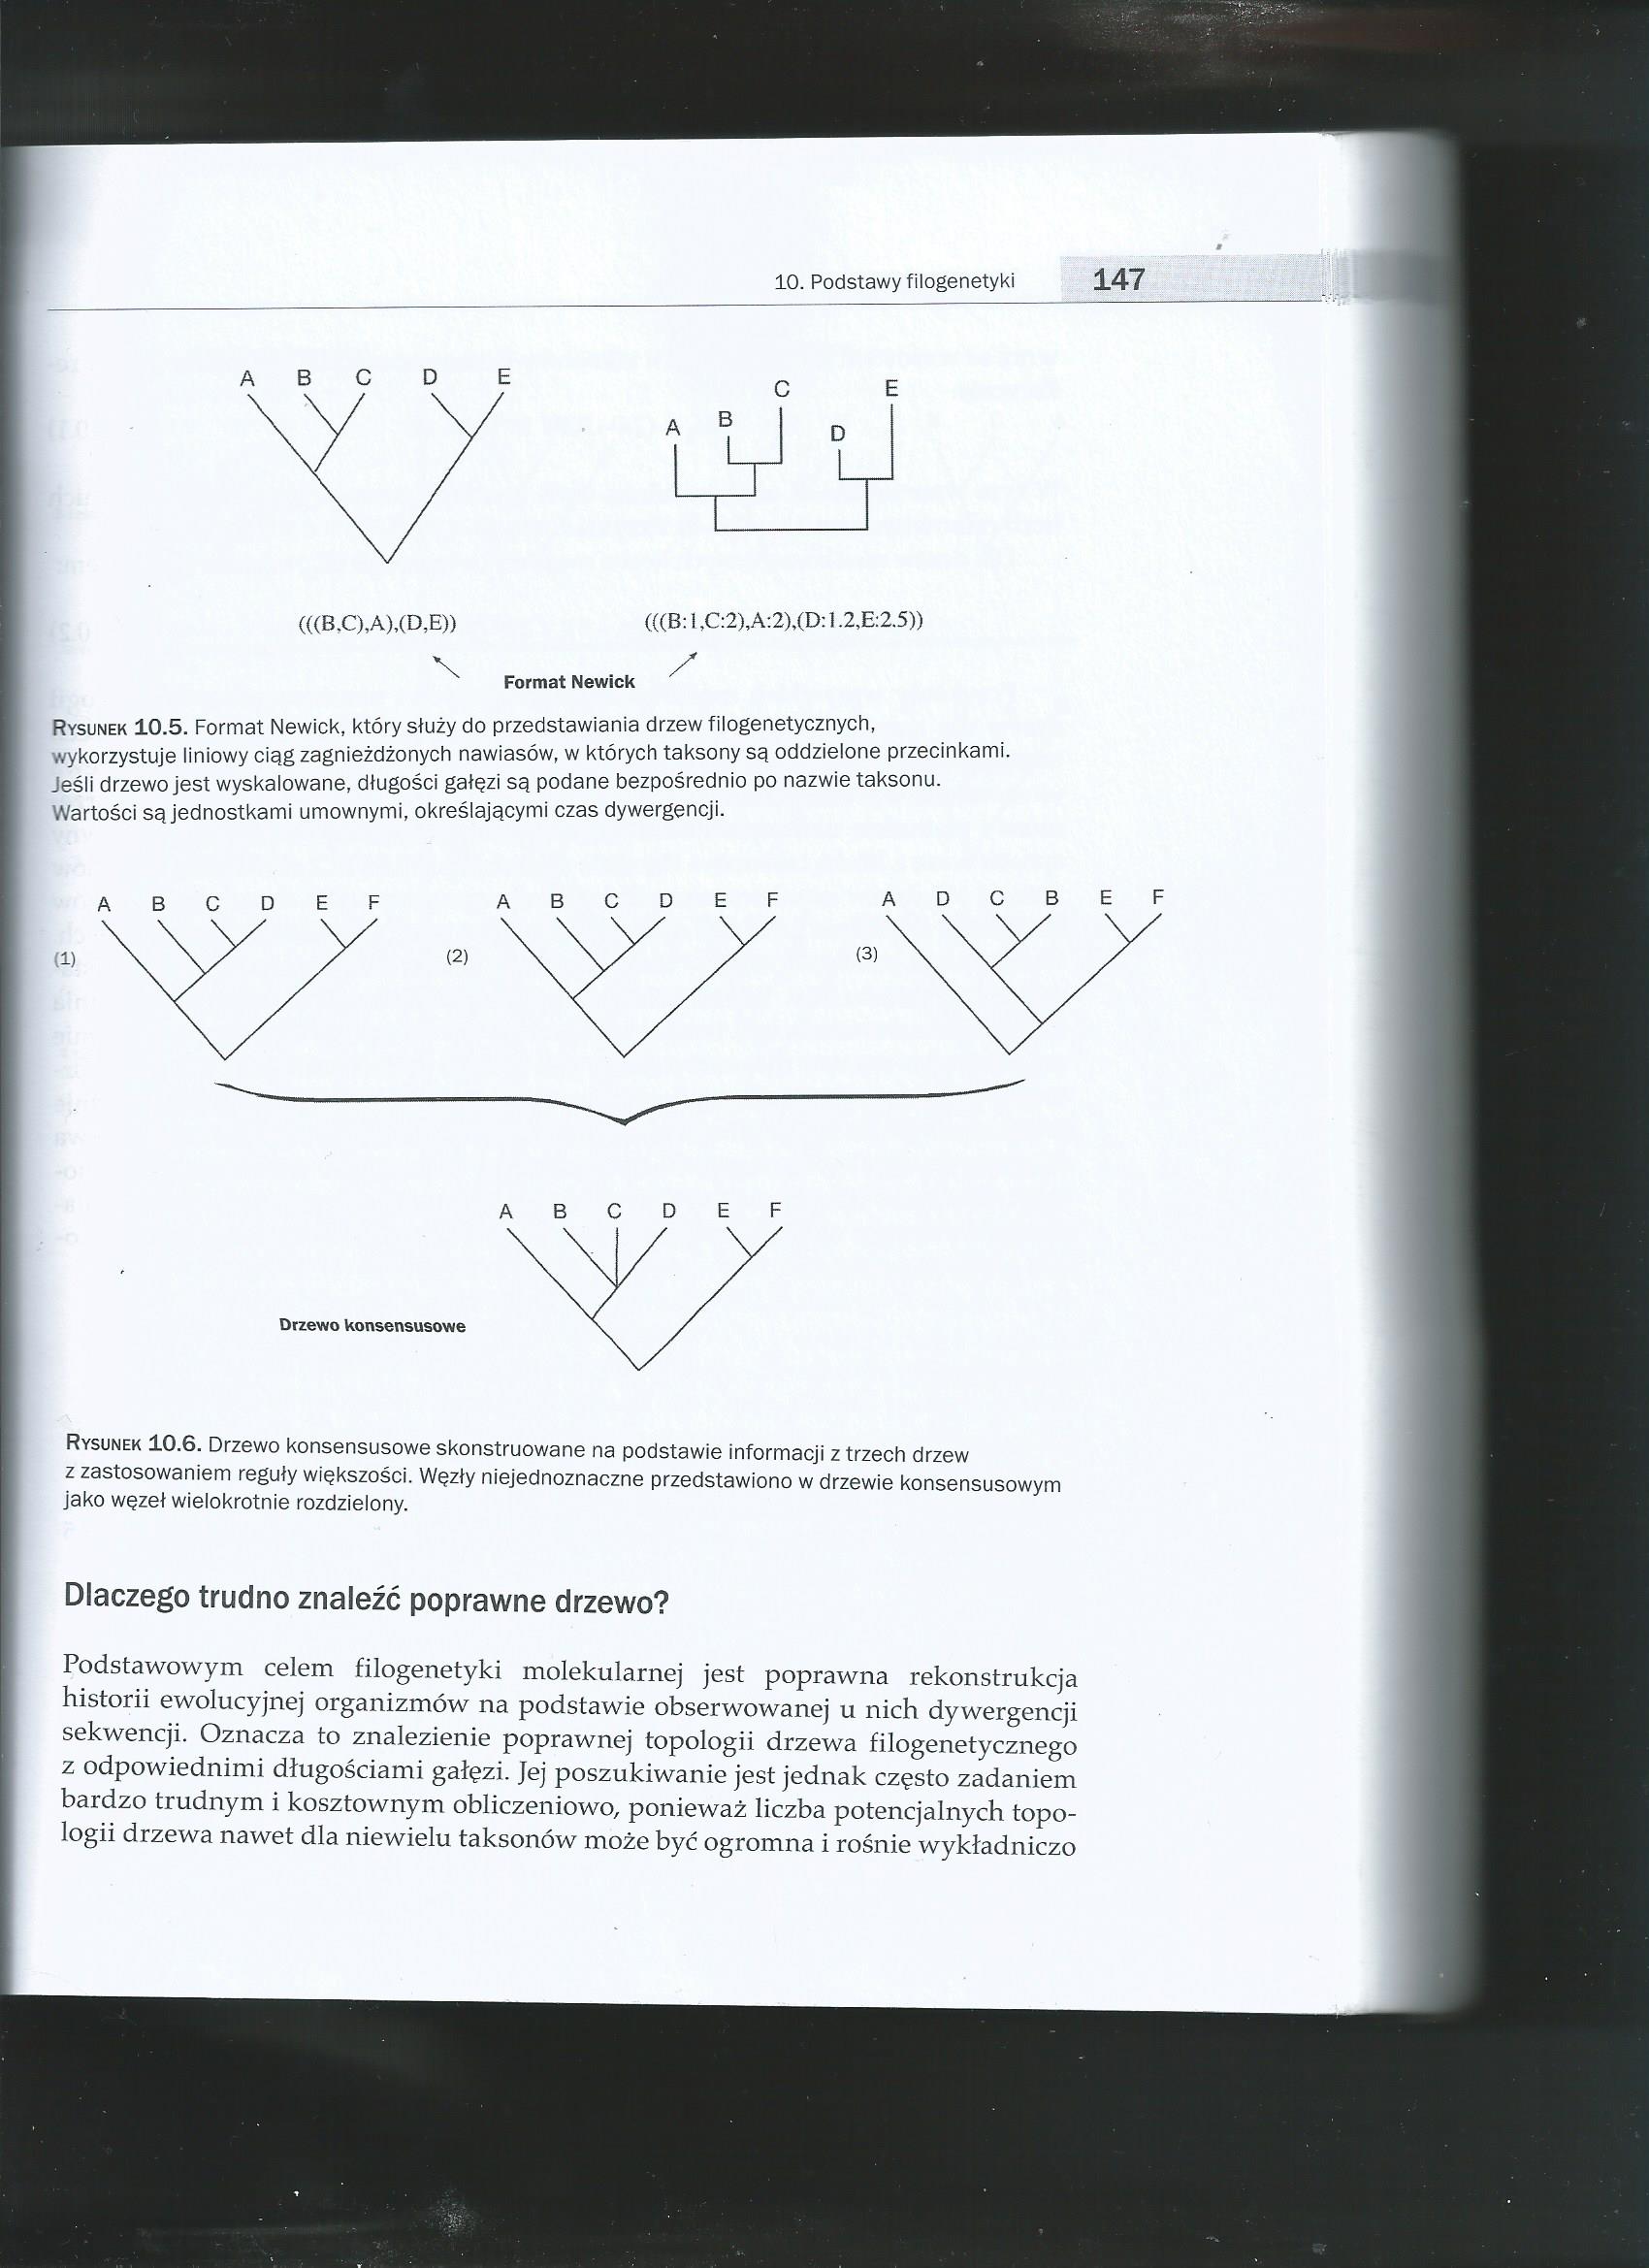 10. Podstawy filogenetyki 147
A B C D E
A B C D E
(((B,C),A),(D,E)) (((B:1,C:2),A:2),(D:1.2,E:2.5))
Format Newick
RYSUNEK 10.5. Format Newick, który służy do przedstawiania drzew filogenetycznych,
wykorzystuje liniowy ciąg zagnieżdżonych nawiasów, w których taksony są oddzielone przecinkami.
Jeśli drzewo jest wyskalowane, długości gałęzi są podane bezpośrednio po nazwie taksonu.
Wartości są jednostkami umownymi, określającymi czas dywergencji.
A B C D E F
(1)
A B C D E F
(2)
A D C B E F
(3)
A B C D E F
Drzewo konsensusowe
RYSUNEK 10.6. Drzewo konsensusowe skonstruowane na podstawie informacji z trzech drzew
z zastosowaniem reguły większości. Węzły niejednoznaczne przedstawiono w drzewie konsensusowym
jako węzeł wielokrotnie rozdzielony.
Dlaczego trudno znaleźć poprawne drzewo?
Podstawowym celem filogenetyki molekularnej jest poprawna rekonstrukcja
historii ewolucyjnej organizmów na podstawie obserwowanej u nich dywergencji
sekwencji. Oznacza to znalezienie poprawnej topologii drzewa filogenetycznego
z odpowiednimi długościami gałęzi. Jej poszukiwanie jest jednak często zadaniem
bardzo trudnym i kosztownym obliczeniowo, ponieważ liczba potencjalnych topo-
logii drzewa nawet dla niewielu taksonów może być ogromna i rośnie wykładniczo